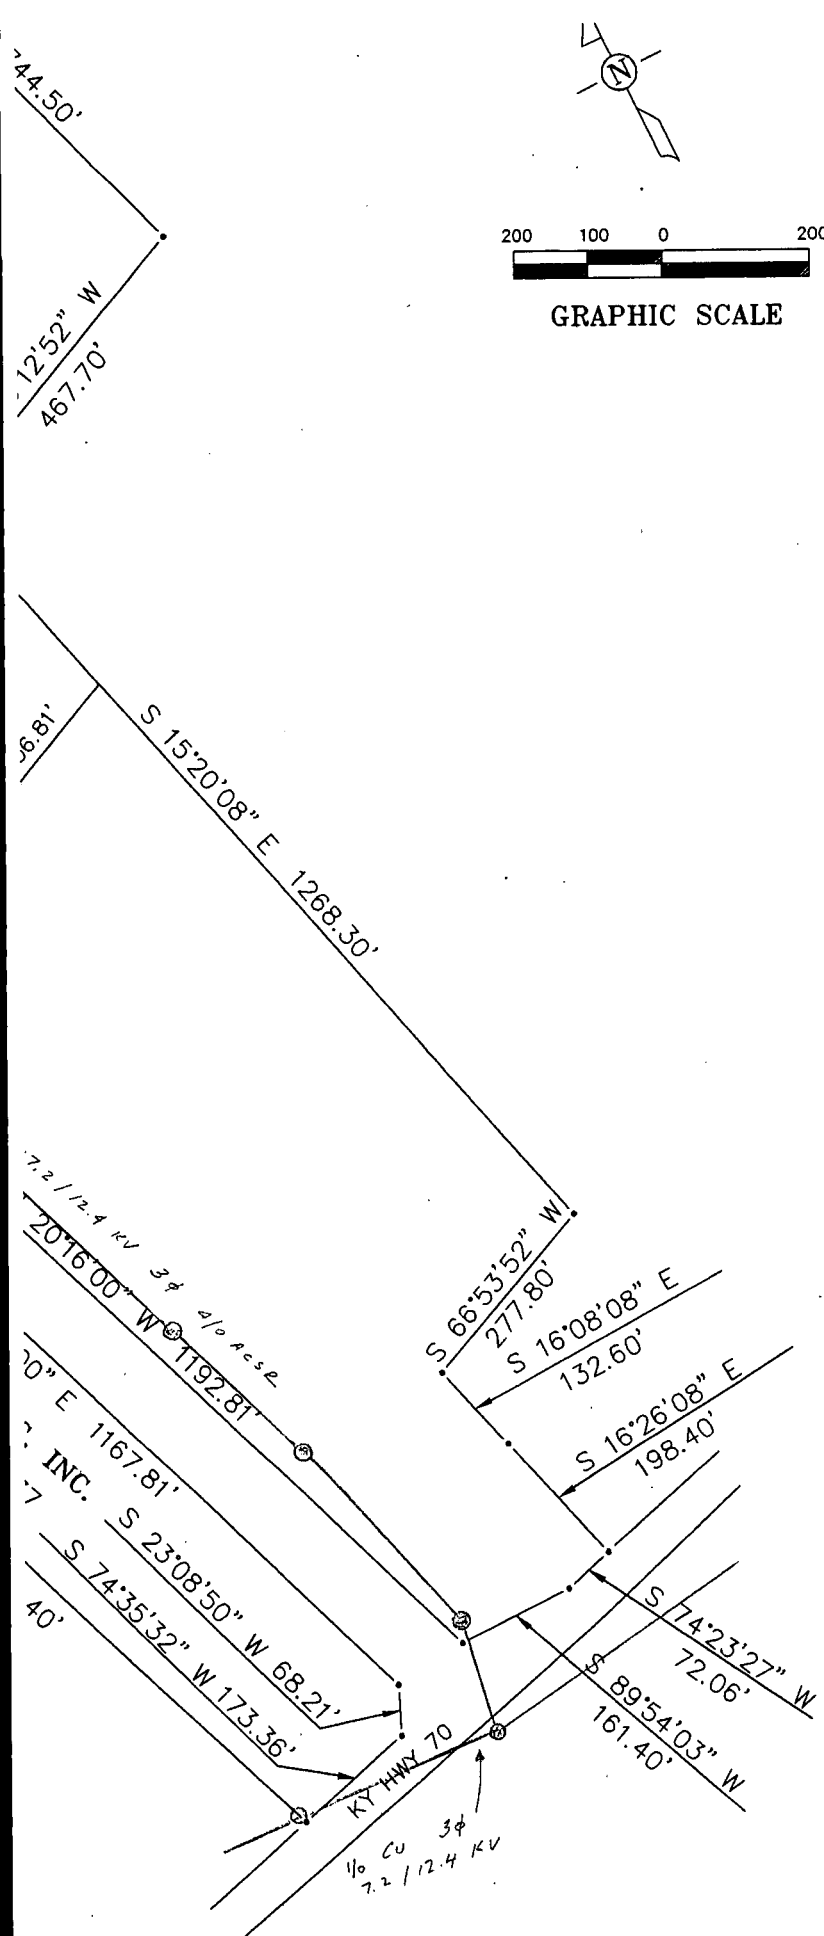 744.50'
N
200 100 0 200
GRAPHIC SCALE
12'52" W
467.70'
S 15°20'08" E 1268.30'
6.81'
7.2 / 12.4 KV 3φ 4/0 ACSR
20°16'00" W 1192.81'
S 66°53'52" W
277.80'
S 16°08'08" E
132.60'
S 16°26'08" E
198.40'
00" E 1167.81'
INC.
S 23°08'50" W 68.21'
S 74°35'32" W 173.36'
40'
S 74°23'27" W
72.06'
S 89°54'03" W
161.40'
KY HWY 70
1/0 CU 3φ
7.2 / 12.4 KV